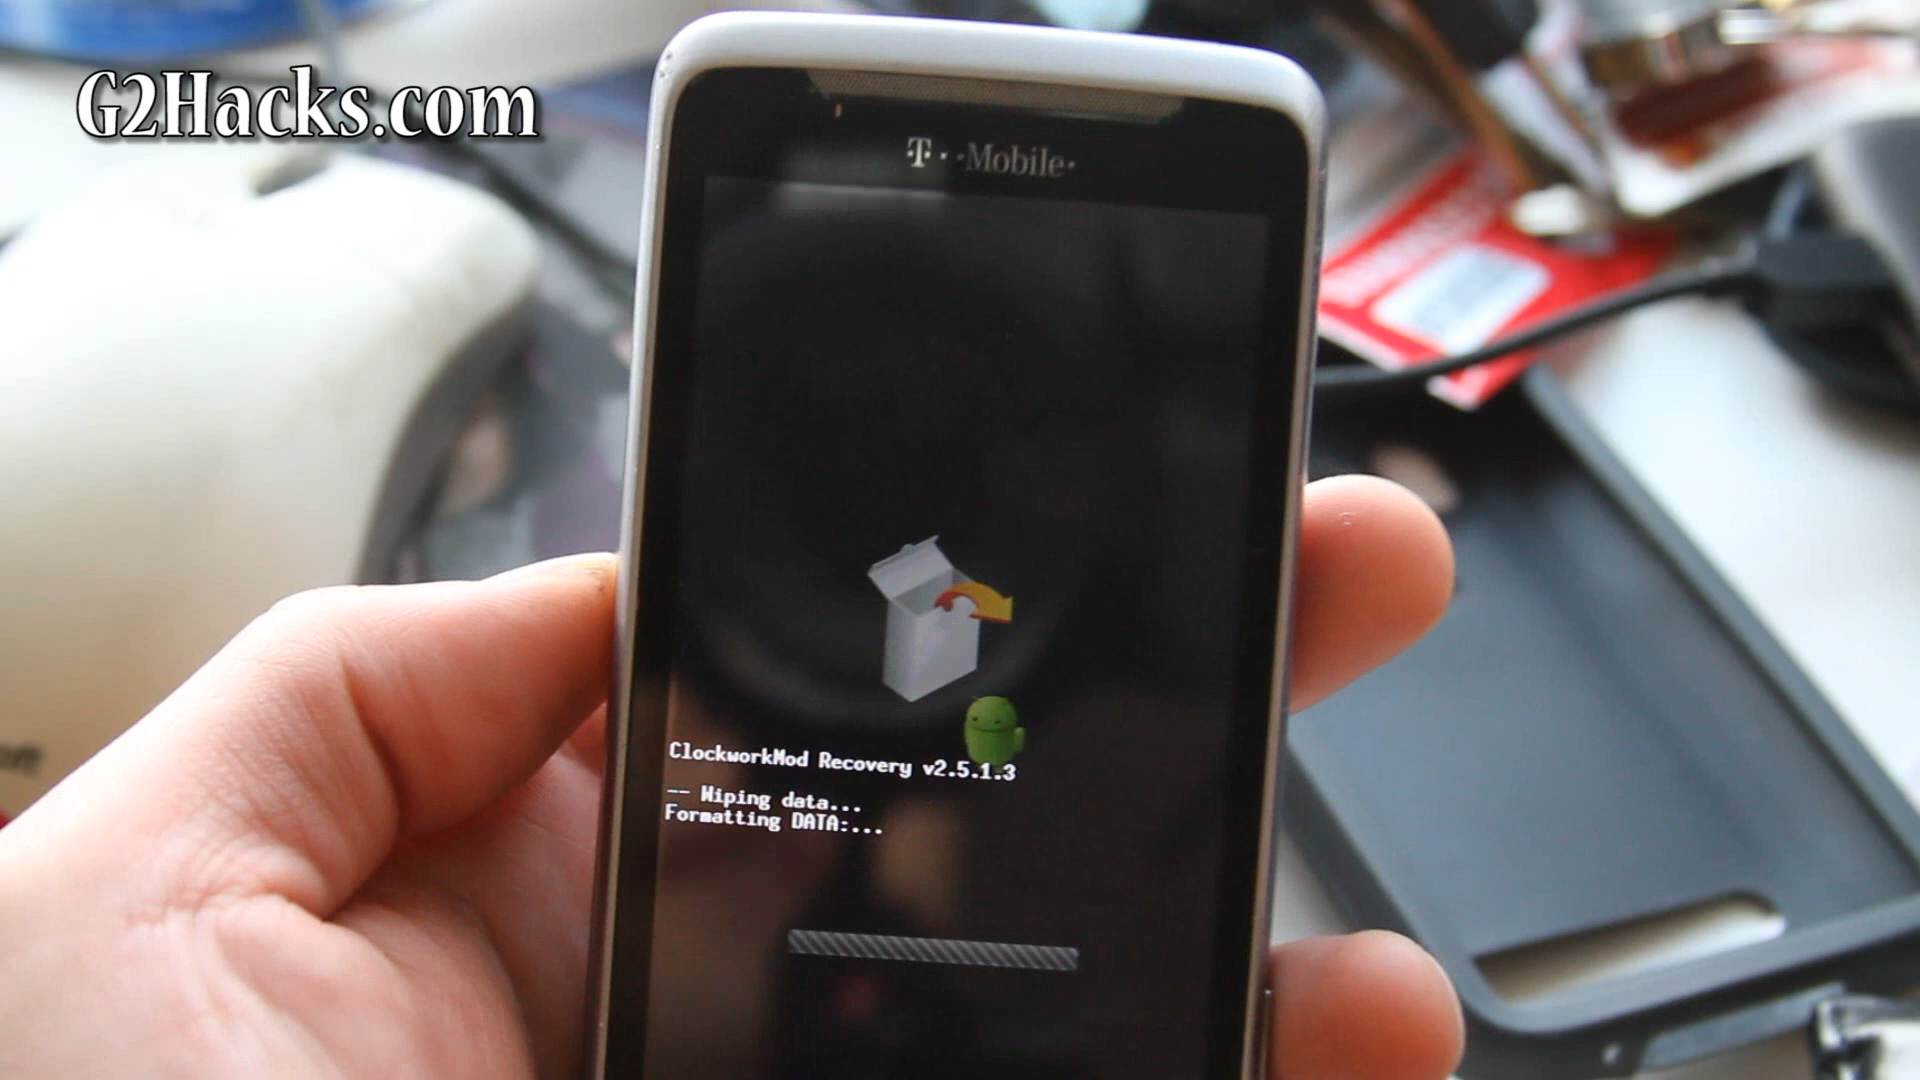 G2Hacks.com
T··Mobile·
ClockworkMod Recovery v2.5.1.3
-- Wiping data...
Formatting DATA:...